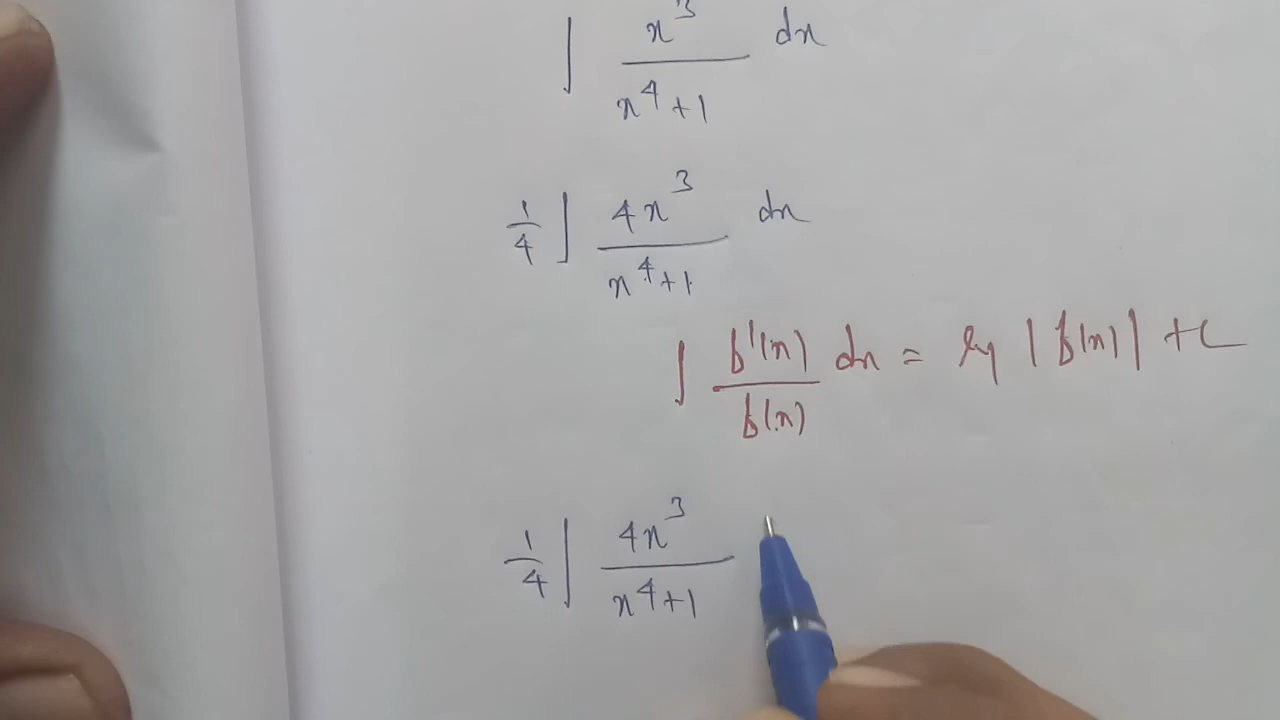 ∫ x³/(x⁴+1) dx
1/4 ∫ 4x³/(x⁴+1) dx
∫ f'(x)/f(x) dx = log |f(x)| + C
1/4 ∫ 4x³/(x⁴+1)